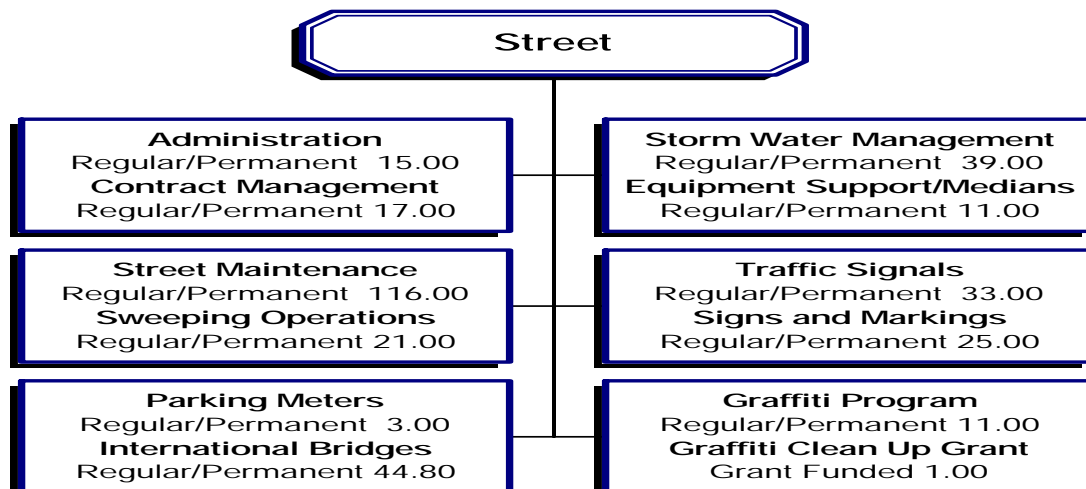 Street
Administration
Regular/Permanent 15.00
Contract Management
Regular/Permanent 17.00
Storm Water Management
Regular/Permanent 39.00
Equipment Support/Medians
Regular/Permanent 11.00
Street Maintenance
Regular/Permanent 116.00
Sweeping Operations
Regular/Permanent 21.00
Traffic Signals
Regular/Permanent 33.00
Signs and Markings
Regular/Permanent 25.00
Parking Meters
Regular/Permanent 3.00
International Bridges
Regular/Permanent 44.80
Graffiti Program
Regular/Permanent 11.00
Graffiti Clean Up Grant
Grant Funded 1.00